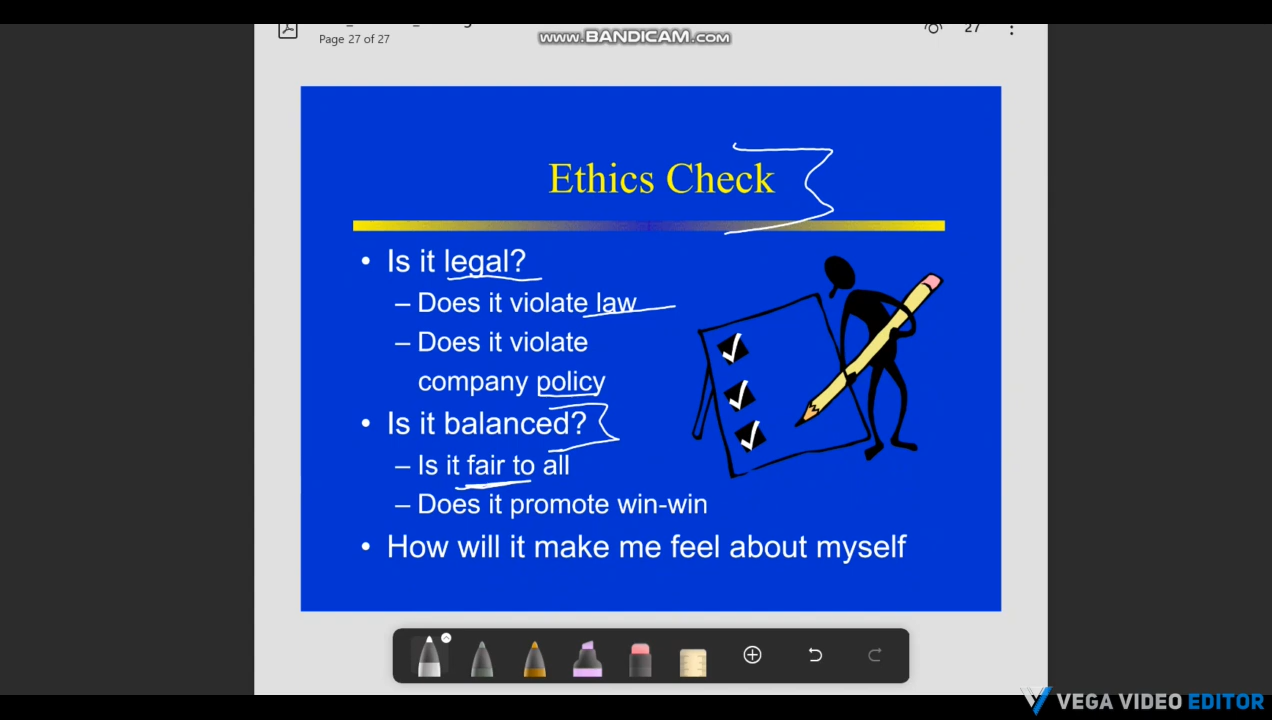 Page 27 of 27
www.BANDICAM.com
27
Ethics Check
• Is it legal?
– Does it violate law
– Does it violate
company policy
• Is it balanced?
– Is it fair to all
– Does it promote win-win
• How will it make me feel about myself
VEGA VIDEO EDITOR